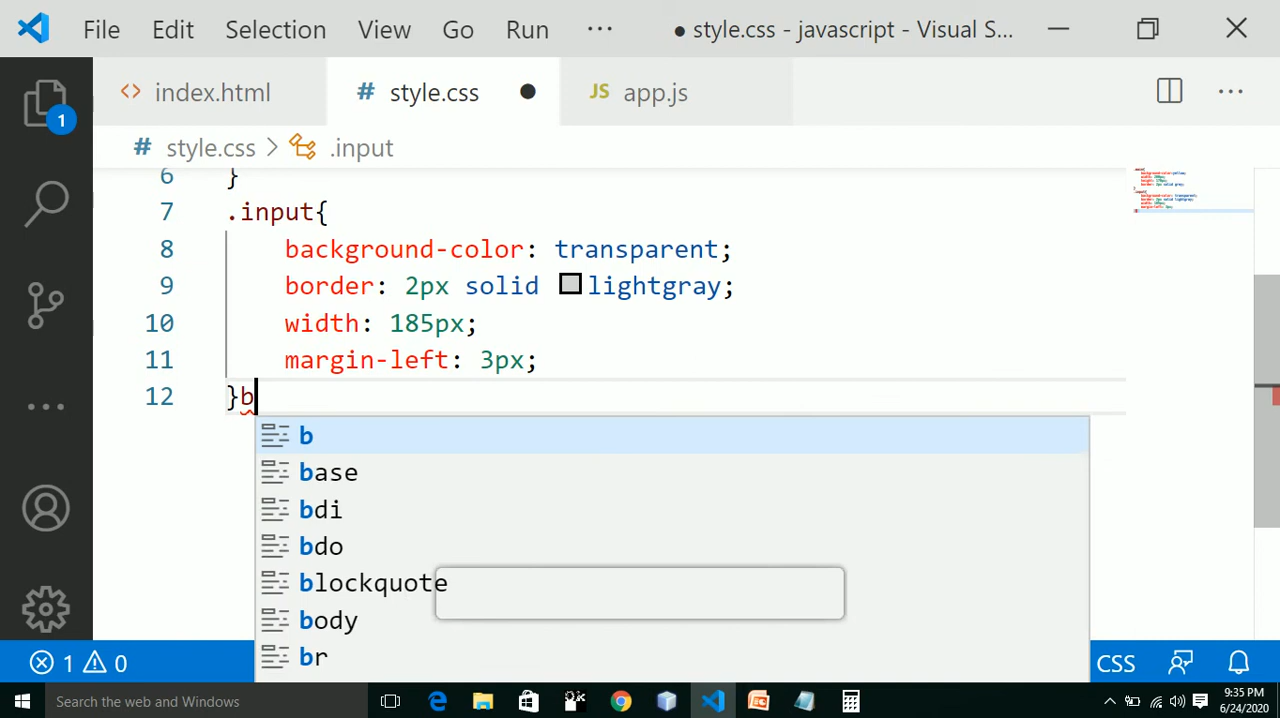 File Edit Selection View Go Run ··· ● style.css - javascript - Visual S...
<> index.html # style.css ● JS app.js ···
1
# style.css > .input
6 }
7 .input{
8 background-color: transparent;
9 border: 2px solid lightgray;
10 width: 185px;
11 margin-left: 3px;
12 }b
b
base
bdi
bdo
blockquote
body
br
1 0 CSS
Search the web and Windows
9:35 PM
6/24/2020